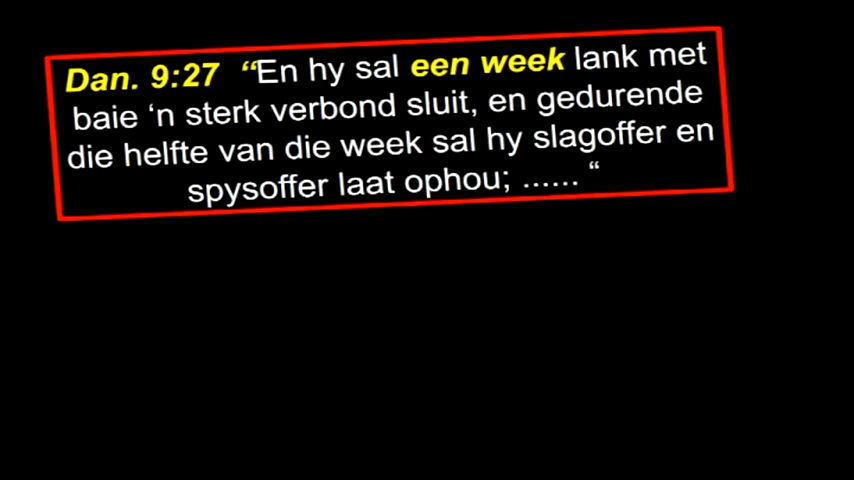 Dan. 9:27 “En hy sal een week lank met
baie ‘n sterk verbond sluit, en gedurende
die helfte van die week sal hy slagoffer en
spysoffer laat ophou; ...... “